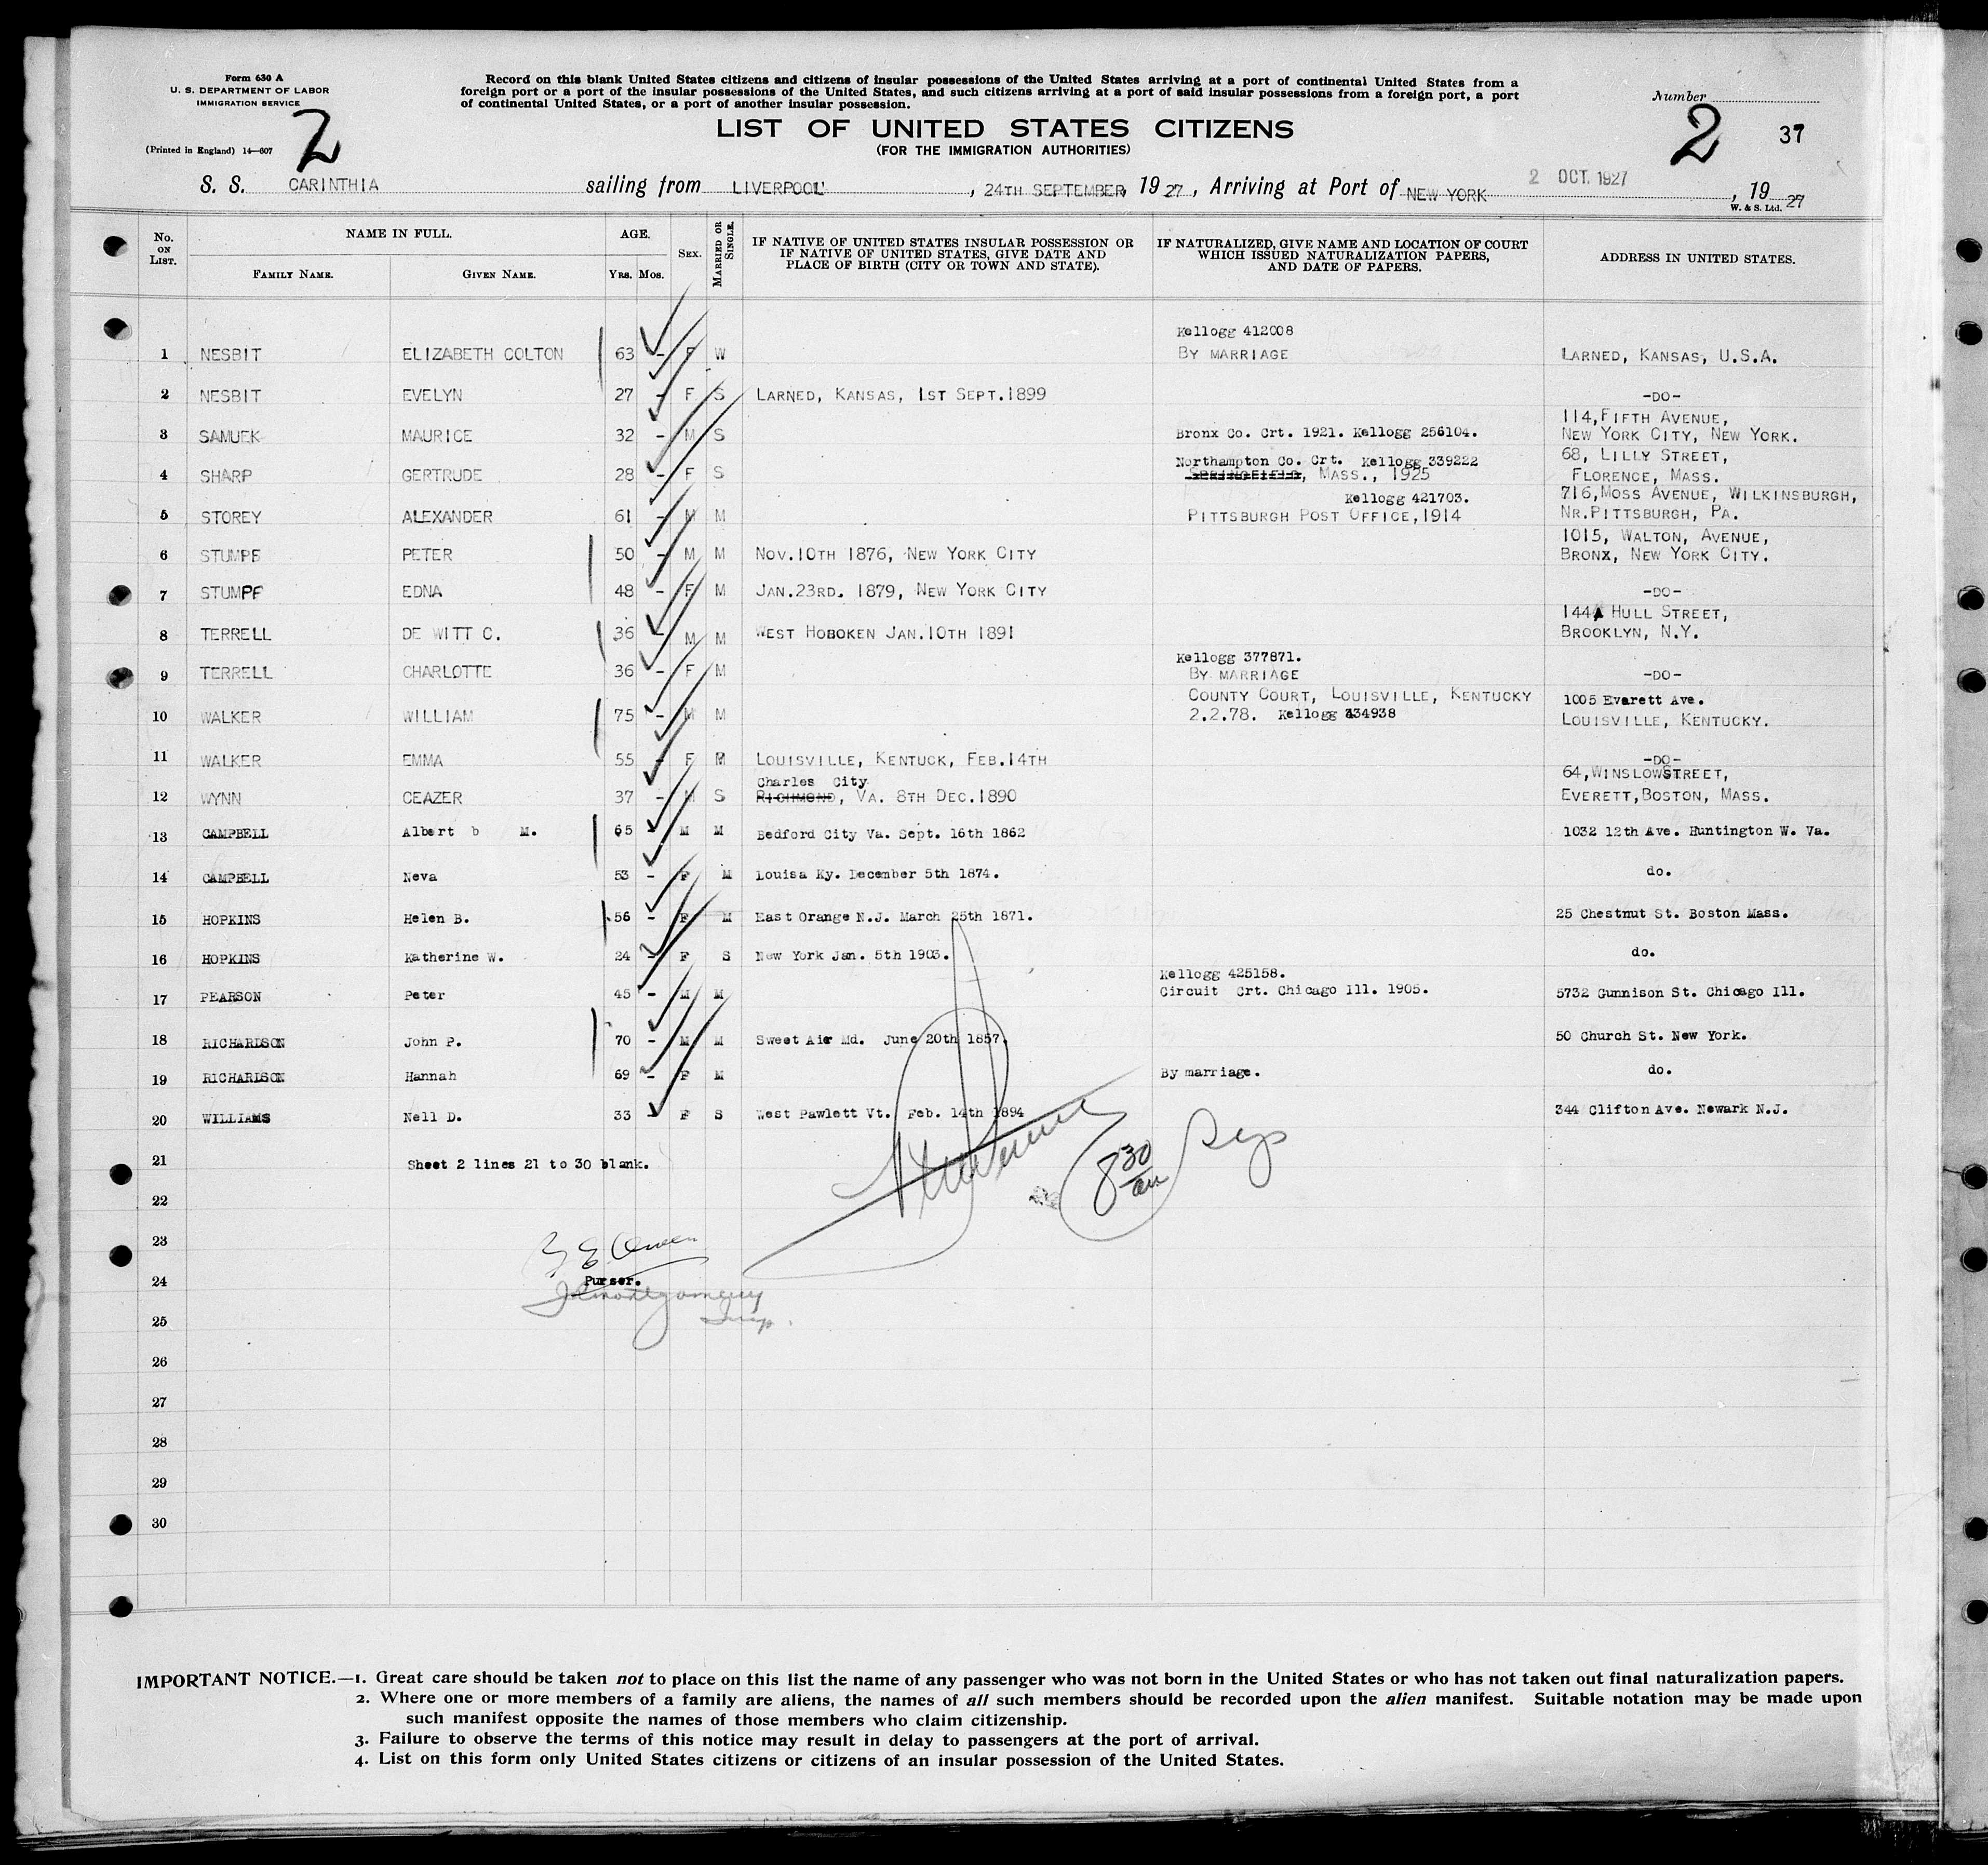 Form 630 A
U. S. DEPARTMENT OF LABOR
IMMIGRATION SERVICE
(Printed in England) 14—607
2
Record on this blank United States citizens and citizens of insular possessions of the United States arriving at a port of continental United States from a
foreign port or a port of the insular possessions of the United States, and such citizens arriving at a port of said insular possessions from a foreign port, a port
of continental United States, or a port of another insular possession.
Number
2 37
LIST OF UNITED STATES CITIZENS
(FOR THE IMMIGRATION AUTHORITIES)
S. S. CARINTHIA sailing from LIVERPOOL, 24TH SEPTEMBER, 1927, Arriving at Port of NEW YORK 2 OCT. 1927, 1927
W. & S. Ltd.
No. ON LIST. NAME IN FULL. FAMILY NAME. GIVEN NAME. AGE. YRS. MOS. SEX. MARRIED OR SINGLE. IF NATIVE OF UNITED STATES INSULAR POSSESSION OR IF NATIVE OF UNITED STATES, GIVE DATE AND PLACE OF BIRTH (CITY OR TOWN AND STATE). IF NATURALIZED, GIVE NAME AND LOCATION OF COURT WHICH ISSUED NATURALIZATION PAPERS, AND DATE OF PAPERS. ADDRESS IN UNITED STATES.
Kellogg 412008
1 NESBIT ELIZABETH COLTON 63 - F W BY MARRIAGE LARNED, KANSAS, U.S.A.
2 NESBIT EVELYN 27 - F S LARNED, KANSAS, 1ST SEPT.1899 -DO-
114,FIFTH AVENUE,
3 SAMUEK MAURICE 32 - M S Bronx Co. Crt. 1921. Kellogg 256104. NEW YORK CITY, NEW YORK.
Northampton Co. Crt. Kellogg 339222 68, LILLY STREET,
4 SHARP GERTRUDE 28 - F S SPRINGFIELD, MASS., 1925 FLORENCE, MASS.
Kellogg 421703. 716,MOSS AVENUE, WILKINSBURGH,
5 STOREY ALEXANDER 61 - M M PITTSBURGH POST OFFICE,1914 NR.PITTSBURGH, PA.
1015, WALTON, AVENUE,
6 STUMPF PETER 50 - M M NOV.10TH 1876, NEW YORK CITY BRONX, NEW YORK CITY.
7 STUMPF EDNA 48 - F M JAN.23RD. 1879, NEW YORK CITY -DO-
144A HULL STREET,
8 TERRELL DE WITT C. 36 - M M WEST HOBOKEN JAN.10TH 1891 BROOKLYN, N.Y.
Kellogg 377871.
9 TERRELL CHARLOTTE 36 - F M BY MARRIAGE -DO-
COUNTY COURT, LOUISVILLE, KENTUCKY 1005 Everett Ave.
10 WALKER WILLIAM 75 - M M 2.2.78. Kellogg 334938 LOUISVILLE, KENTUCKY.
11 WALKER EMMA 55 - F M LOUISVILLE, KENTUCK, FEB.14TH -DO-
Charles City 64,WINSLOWSTREET,
12 WYNN CEAZER 37 - M S RICHMOND, VA. 8TH DEC.1890 EVERETT,BOSTON, MASS.
13 CAMPBELL Albert b M. 65 - M M Bedford City Va. Sept. 16th 1862 1032 12th Ave. Huntington W. Va.
14 CAMPBELL Neva 53 - F M Louisa Ky. December 5th 1874. do.
15 HOPKINS Helen B. 56 - F M East Orange N.J. March 25th 1871. 25 Chestnut St. Boston Mass.
16 HOPKINS Katherine W. 24 - F S New York Jan. 5th 1903. do.
Kellogg 425158.
17 PEARSON Peter 45 - M M Circuit Crt. Chicago Ill. 1905. 5732 Gunnison St. Chicago Ill.
18 RICHARDSON John P. 70 - M M Sweet Air Md. June 20th 1857. 50 Church St. New York.
19 RICHARDSON Hannah 69 - F M By marriage. do.
20 WILLIAMS Nell D. 33 - F S West Pawlett Vt. Feb. 14th 1894 344 Clifton Ave. Newark N.J.
21 Sheet 2 lines 21 to 30 blank.
8 30 am
22
23
Owen
24 Purser.
Montgomery
Insp.
25
26
27
28
29
30
IMPORTANT NOTICE.—1. Great care should be taken not to place on this list the name of any passenger who was not born in the United States or who has not taken out final naturalization papers.
2. Where one or more members of a family are aliens, the names of all such members should be recorded upon the alien manifest. Suitable notation may be made upon
such manifest opposite the names of those members who claim citizenship.
3. Failure to observe the terms of this notice may result in delay to passengers at the port of arrival.
4. List on this form only United States citizens or citizens of an insular possession of the United States.